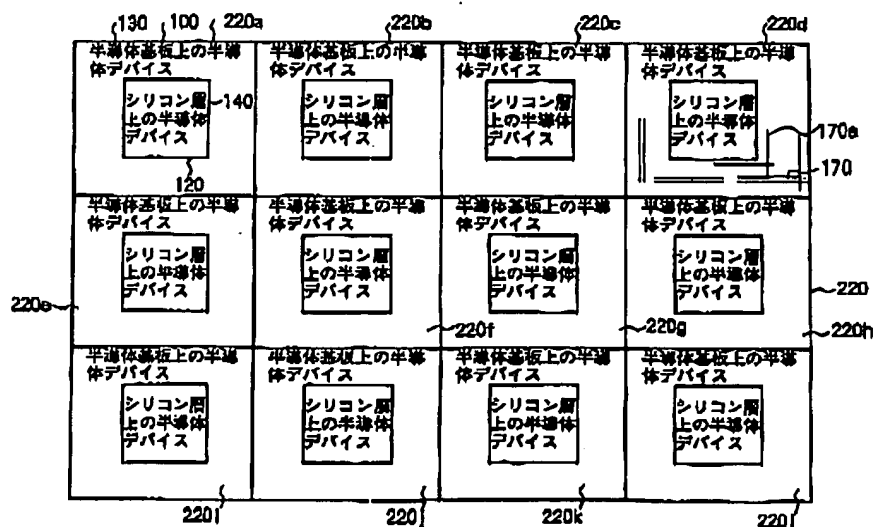 130 100 220a 220b 220c 220d
半導体基板上の半導 半導体基板上の半導 半導体基板上の半導 半導体基板上の半導
体デバイス 体デバイス 体デバイス 体デバイス
シリコン層 シリコン層 シリコン層 シリコン層
140
上の半導体 上の半導体 上の半導体 上の半導体
デバイス デバイス デバイス デバイス
170a
120 170
半導体基板上の半導 半導体基板上の半導 半導体基板上の半導 半導体基板上の半導
体デバイス 体デバイス 体デバイス 体デバイス
シリコン層 シリコン層 シリコン層 シリコン層
上の半導体 上の半導体 上の半導体 上の半導体
デバイス デバイス デバイス デバイス
220
220e 220f 220g 220h
半導体基板上の半導 半導体基板上の半導 半導体基板上の半導 半導体基板上の半導
体デバイス 体デバイス 体デバイス 体デバイス
シリコン層 シリコン層 シリコン層 シリコン層
上の半導体 上の半導体 上の半導体 上の半導体
デバイス デバイス デバイス デバイス
220i 220j 220k 220l